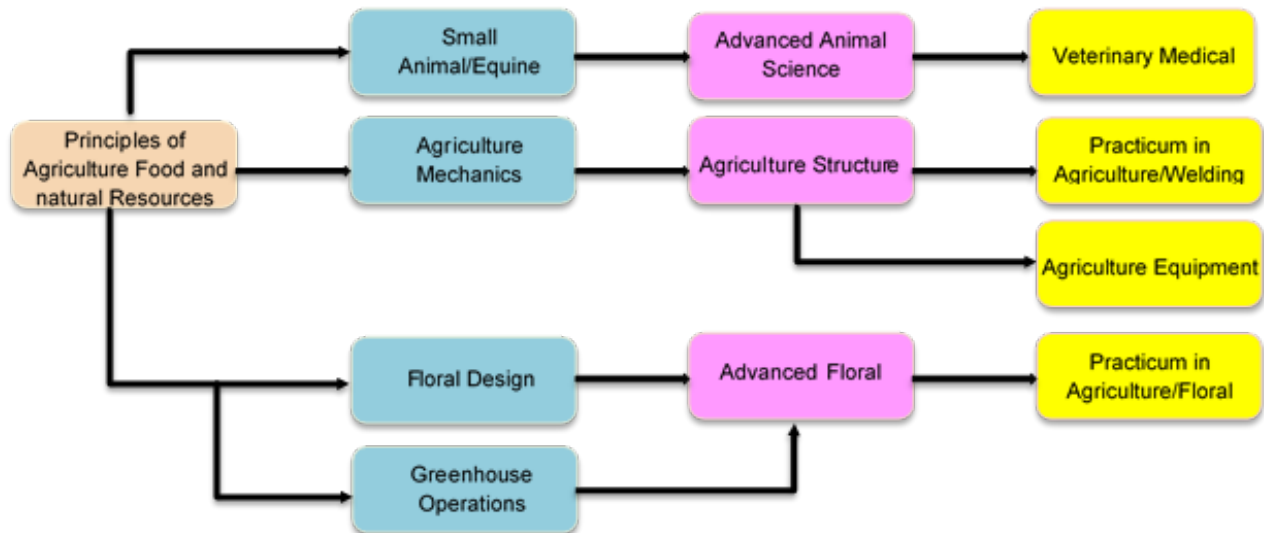 Small
Animal/Equine
Advanced Animal
Science
Veterinary Medical
Principles of
Agriculture Food and
natural Resources
Agriculture
Mechanics
Agriculture Structure
Practicum in
Agriculture/Welding
Agriculture Equipment
Floral Design
Advanced Floral
Practicum in
Agriculture/Floral
Greenhouse
Operations